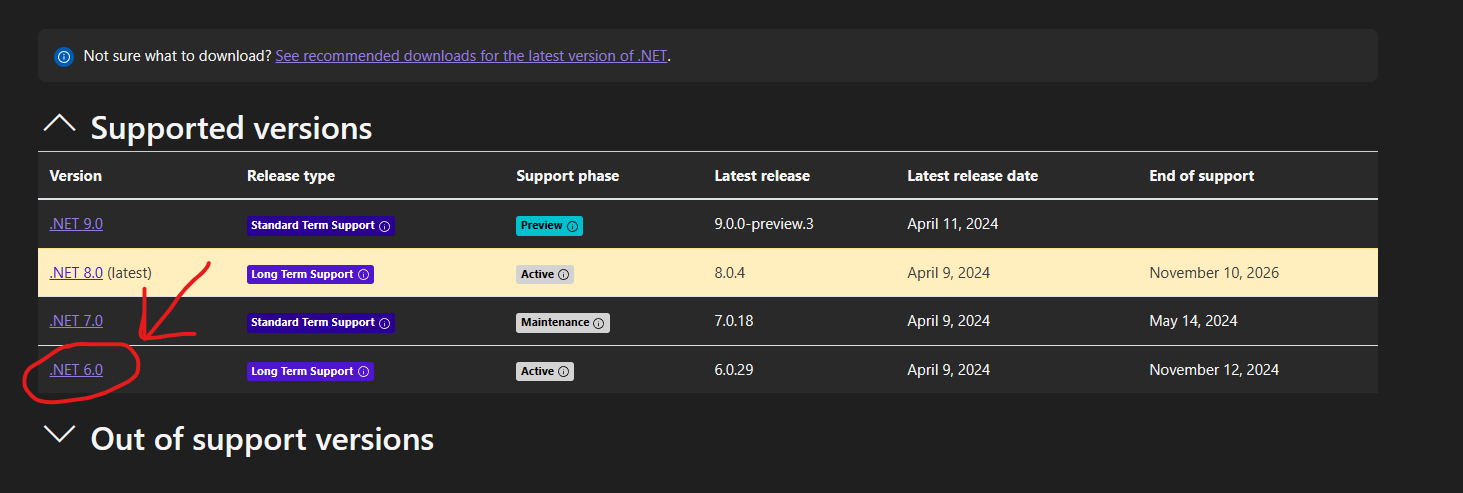 Not sure what to download? See recommended downloads for the latest version of .NET.
Supported versions
Version Release type Support phase Latest release Latest release date End of support
.NET 9.0 Standard Term Support Preview 9.0.0-preview.3 April 11, 2024
.NET 8.0 (latest) Long Term Support Active 8.0.4 April 9, 2024 November 10, 2026
.NET 7.0 Standard Term Support Maintenance 7.0.18 April 9, 2024 May 14, 2024
.NET 6.0 Long Term Support Active 6.0.29 April 9, 2024 November 12, 2024
Out of support versions